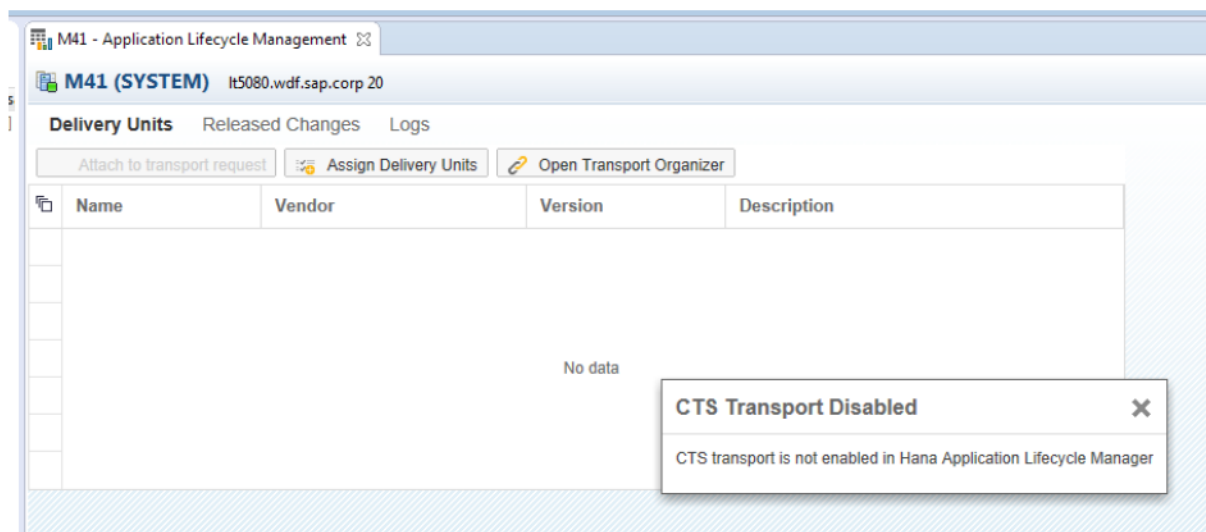 M41 - Application Lifecycle Management
M41 (SYSTEM) lt5080.wdf.sap.corp 20
s
]
Delivery Units Released Changes Logs
Attach to transport request Assign Delivery Units Open Transport Organizer
Name Vendor Version Description
No data
CTS Transport Disabled
CTS transport is not enabled in Hana Application Lifecycle Manager